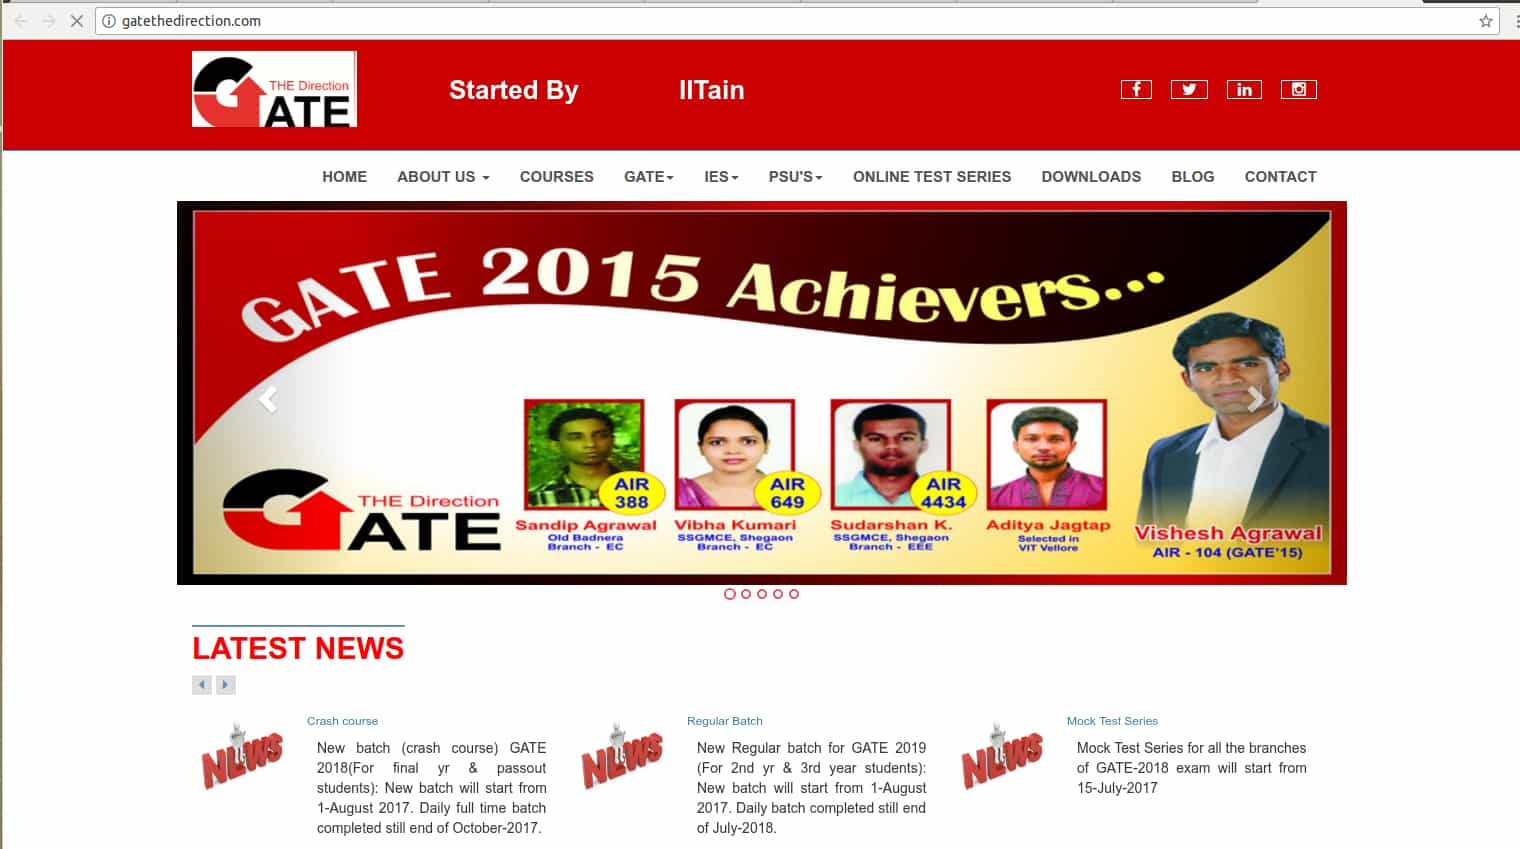 gatethedirection.com
THE Direction
GATE
Started By IITain
HOME ABOUT US COURSES GATE IES PSU'S ONLINE TEST SERIES DOWNLOADS BLOG CONTACT
GATE 2015 Achievers...
THE Direction
GATE
AIR
388
Sandip Agrawal
Old Badnera
Branch - EC
AIR
649
Vibha Kumari
SSGMCE, Shegaon
Branch - EC
AIR
4434
Sudarshan K.
SSGMCE, Shegaon
Branch - EEE
Aditya Jagtap
Selected in
VIT Vellore
Vishesh Agrawal
AIR - 104 (GATE'15)
LATEST NEWS
NEWS
Crash course
New batch (crash course) GATE
2018(For final yr & passout
students): New batch will start from
1-August 2017. Daily full time batch
completed still end of October-2017.
NEWS
Regular Batch
New Regular batch for GATE 2019
(For 2nd yr & 3rd year students):
New batch will start from 1-August
2017. Daily batch completed still end
of July-2018.
NEWS
Mock Test Series
Mock Test Series for all the branches
of GATE-2018 exam will start from
15-July-2017